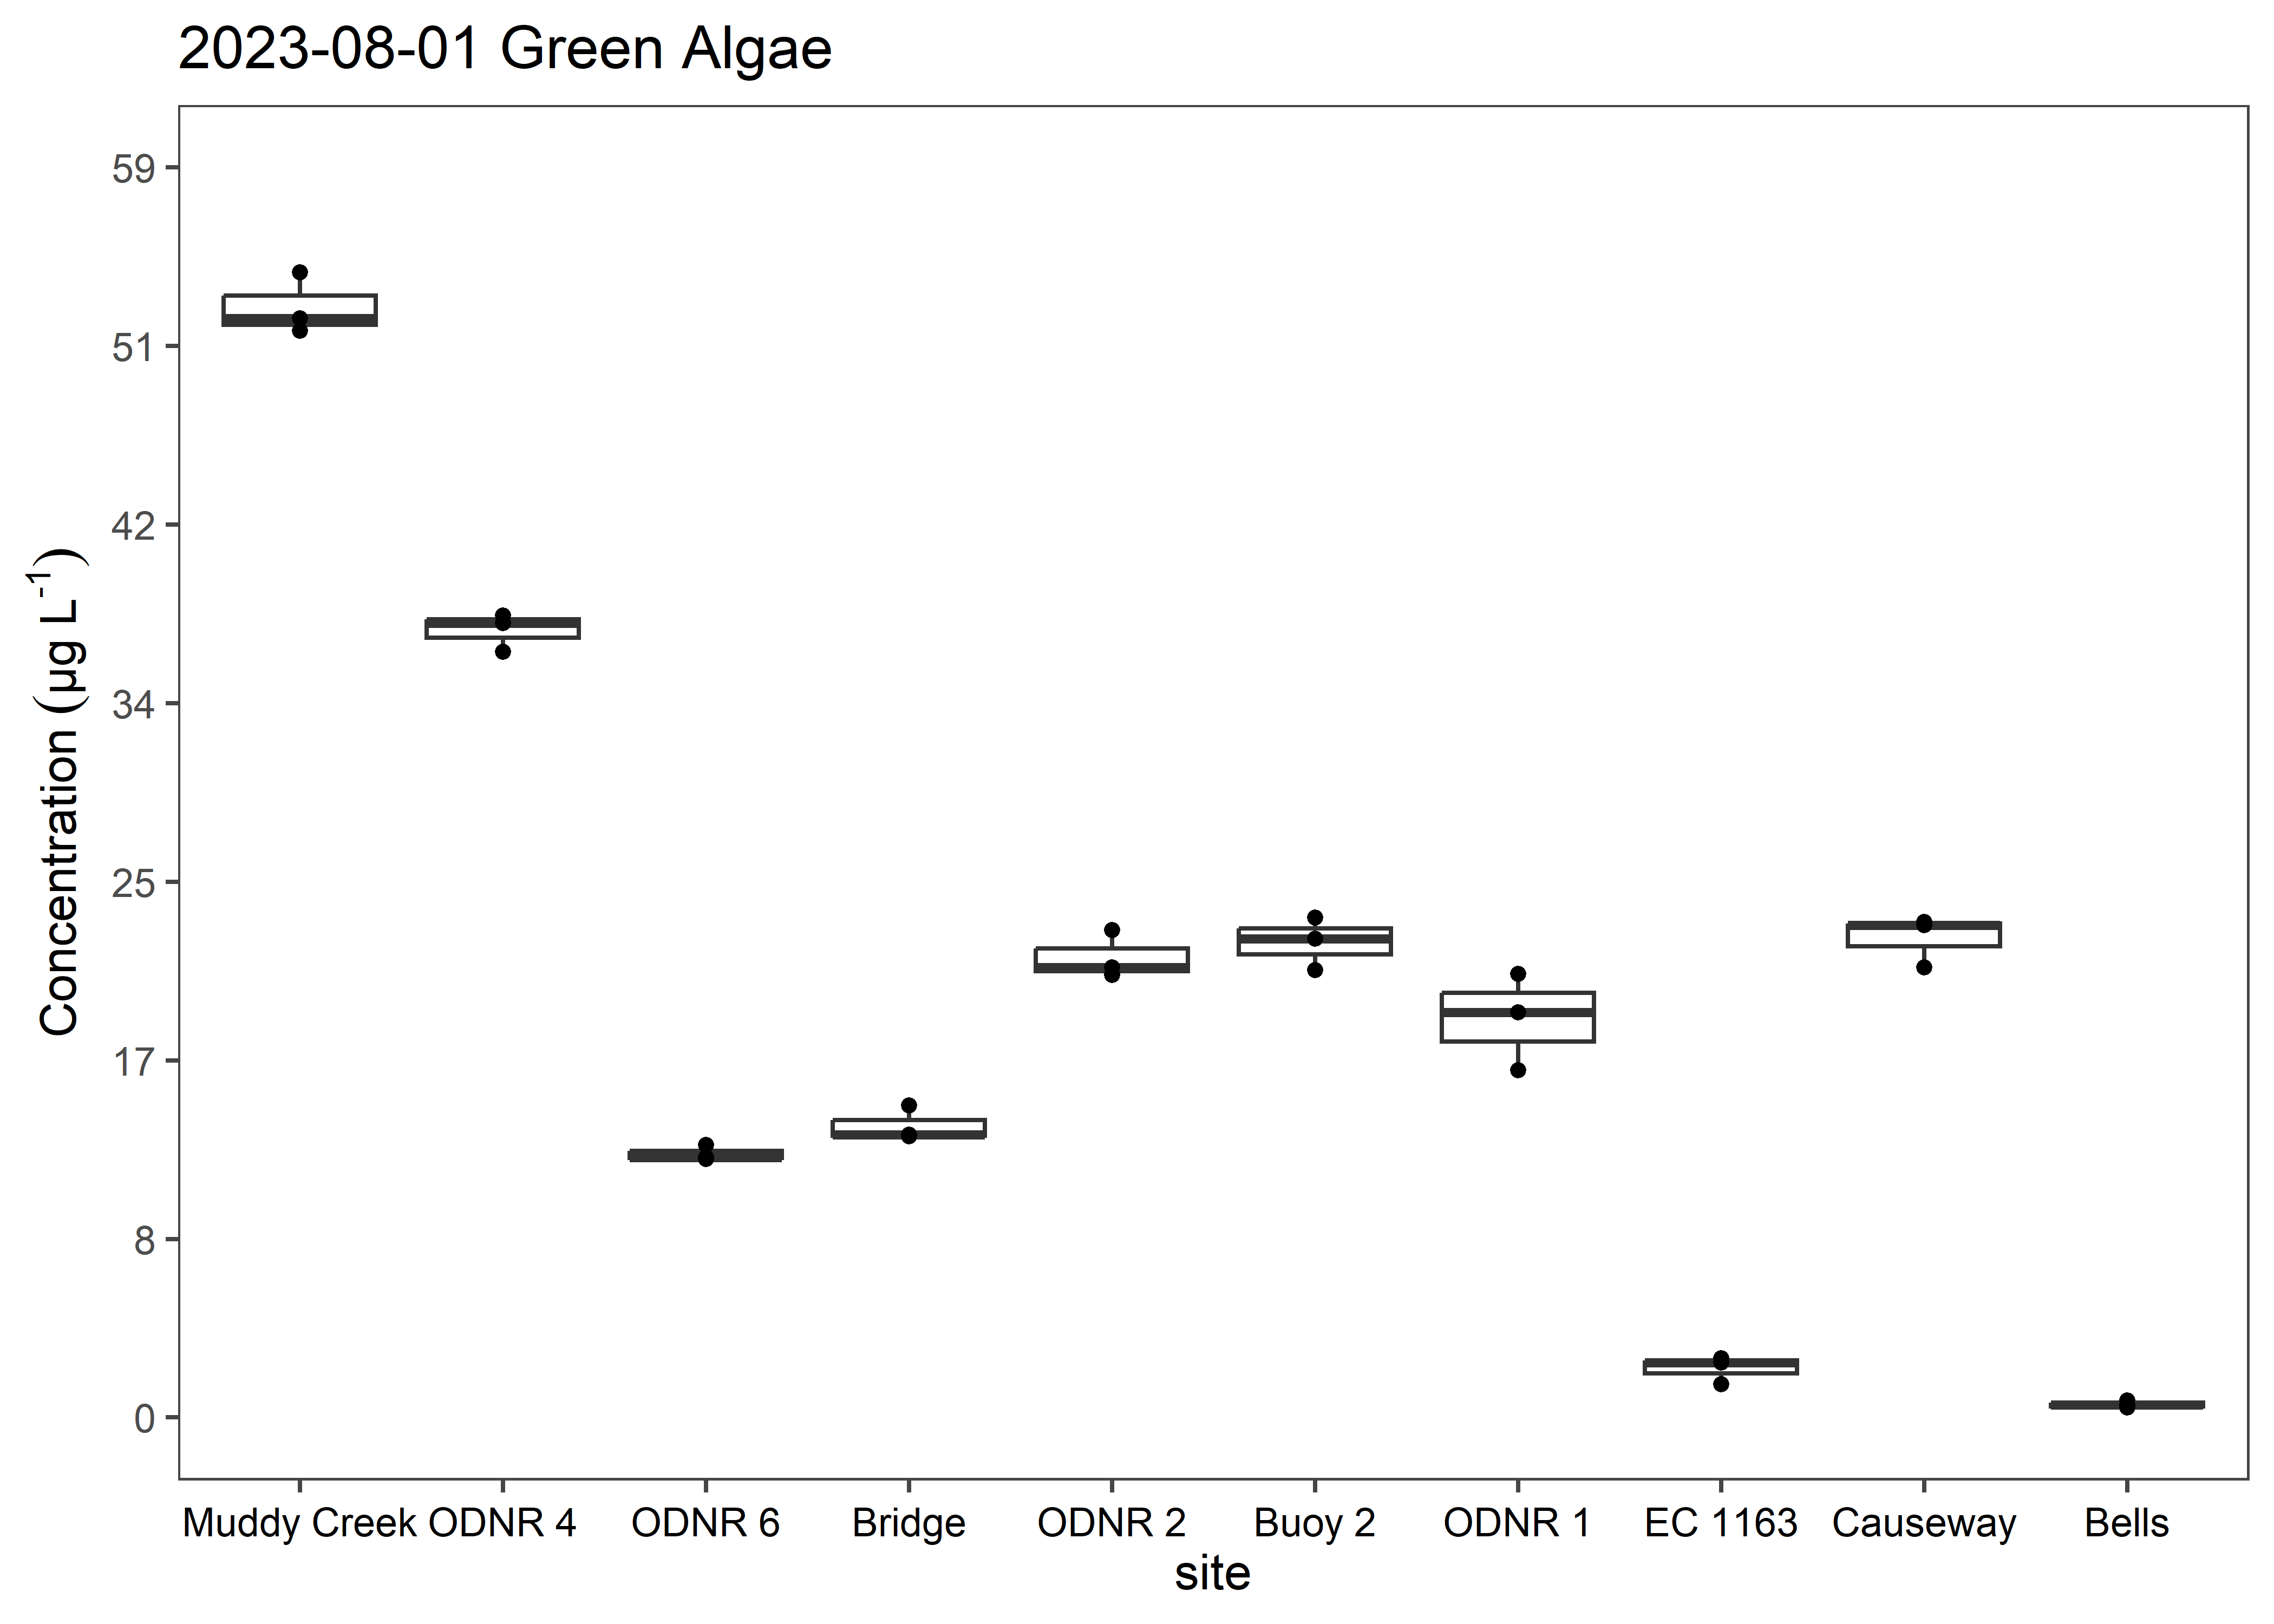 2023-08-01 Green Algae
Concentration (µg L⁻¹)
59
51
42
34
25
17
8
0
Muddy Creek ODNR 4 ODNR 6 Bridge ODNR 2 Buoy 2 ODNR 1 EC 1163 Causeway Bells
site